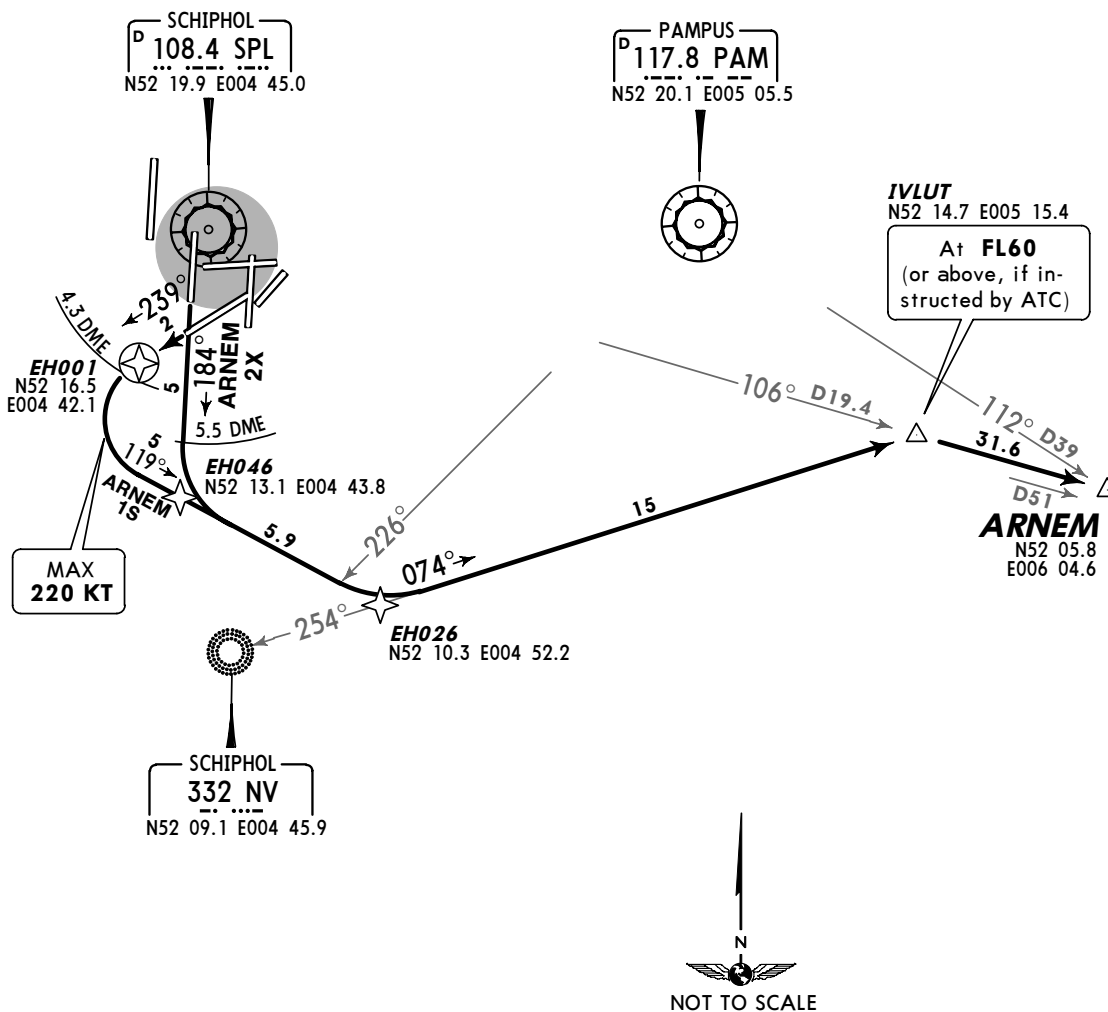 SCHIPHOL
D 108.4 SPL
N52 19.9 E004 45.0
PAMPUS
D 117.8 PAM
N52 20.1 E005 05.5
IVLUT
N52 14.7 E005 15.4
At FL60
(or above, if in-
structed by ATC)
239°
2
4.3 DME
EH001
N52 16.5
E004 42.1
5
184°
ARNEM
2X
5.5 DME
5
119°
EH046
N52 13.1 E004 43.8
ARNEM
1S
MAX
220 KT
5.9
226°
074°
15
106° D19.4
112° D39
31.6
D51
ARNEM
N52 05.8
E006 04.6
254°
EH026
N52 10.3 E004 52.2
SCHIPHOL
332 NV
N52 09.1 E004 45.9
N
NOT TO SCALE